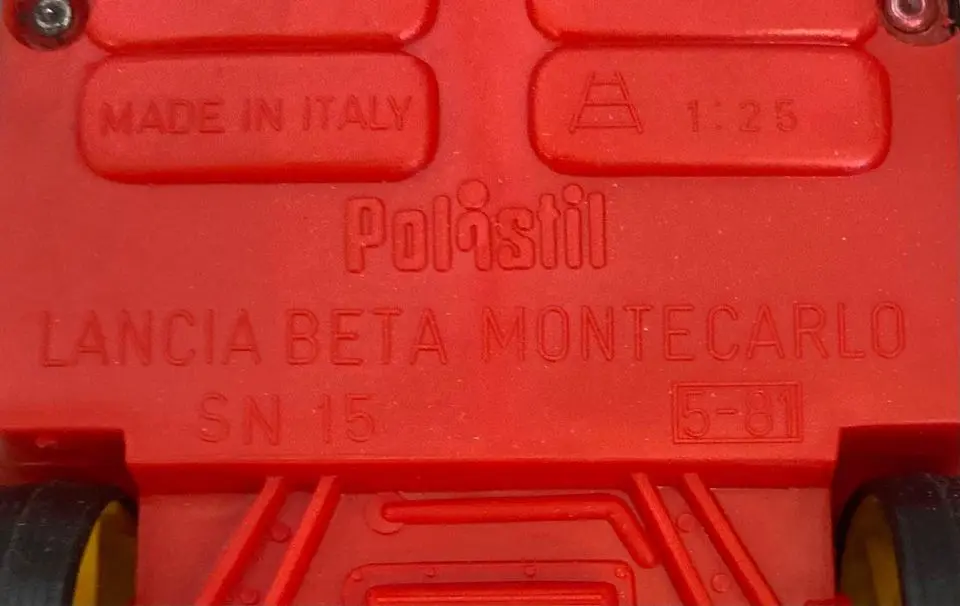 MADE IN ITALY
1:25
Polistil
LANCIA BETA MONTECARLO
SN 15
5-81